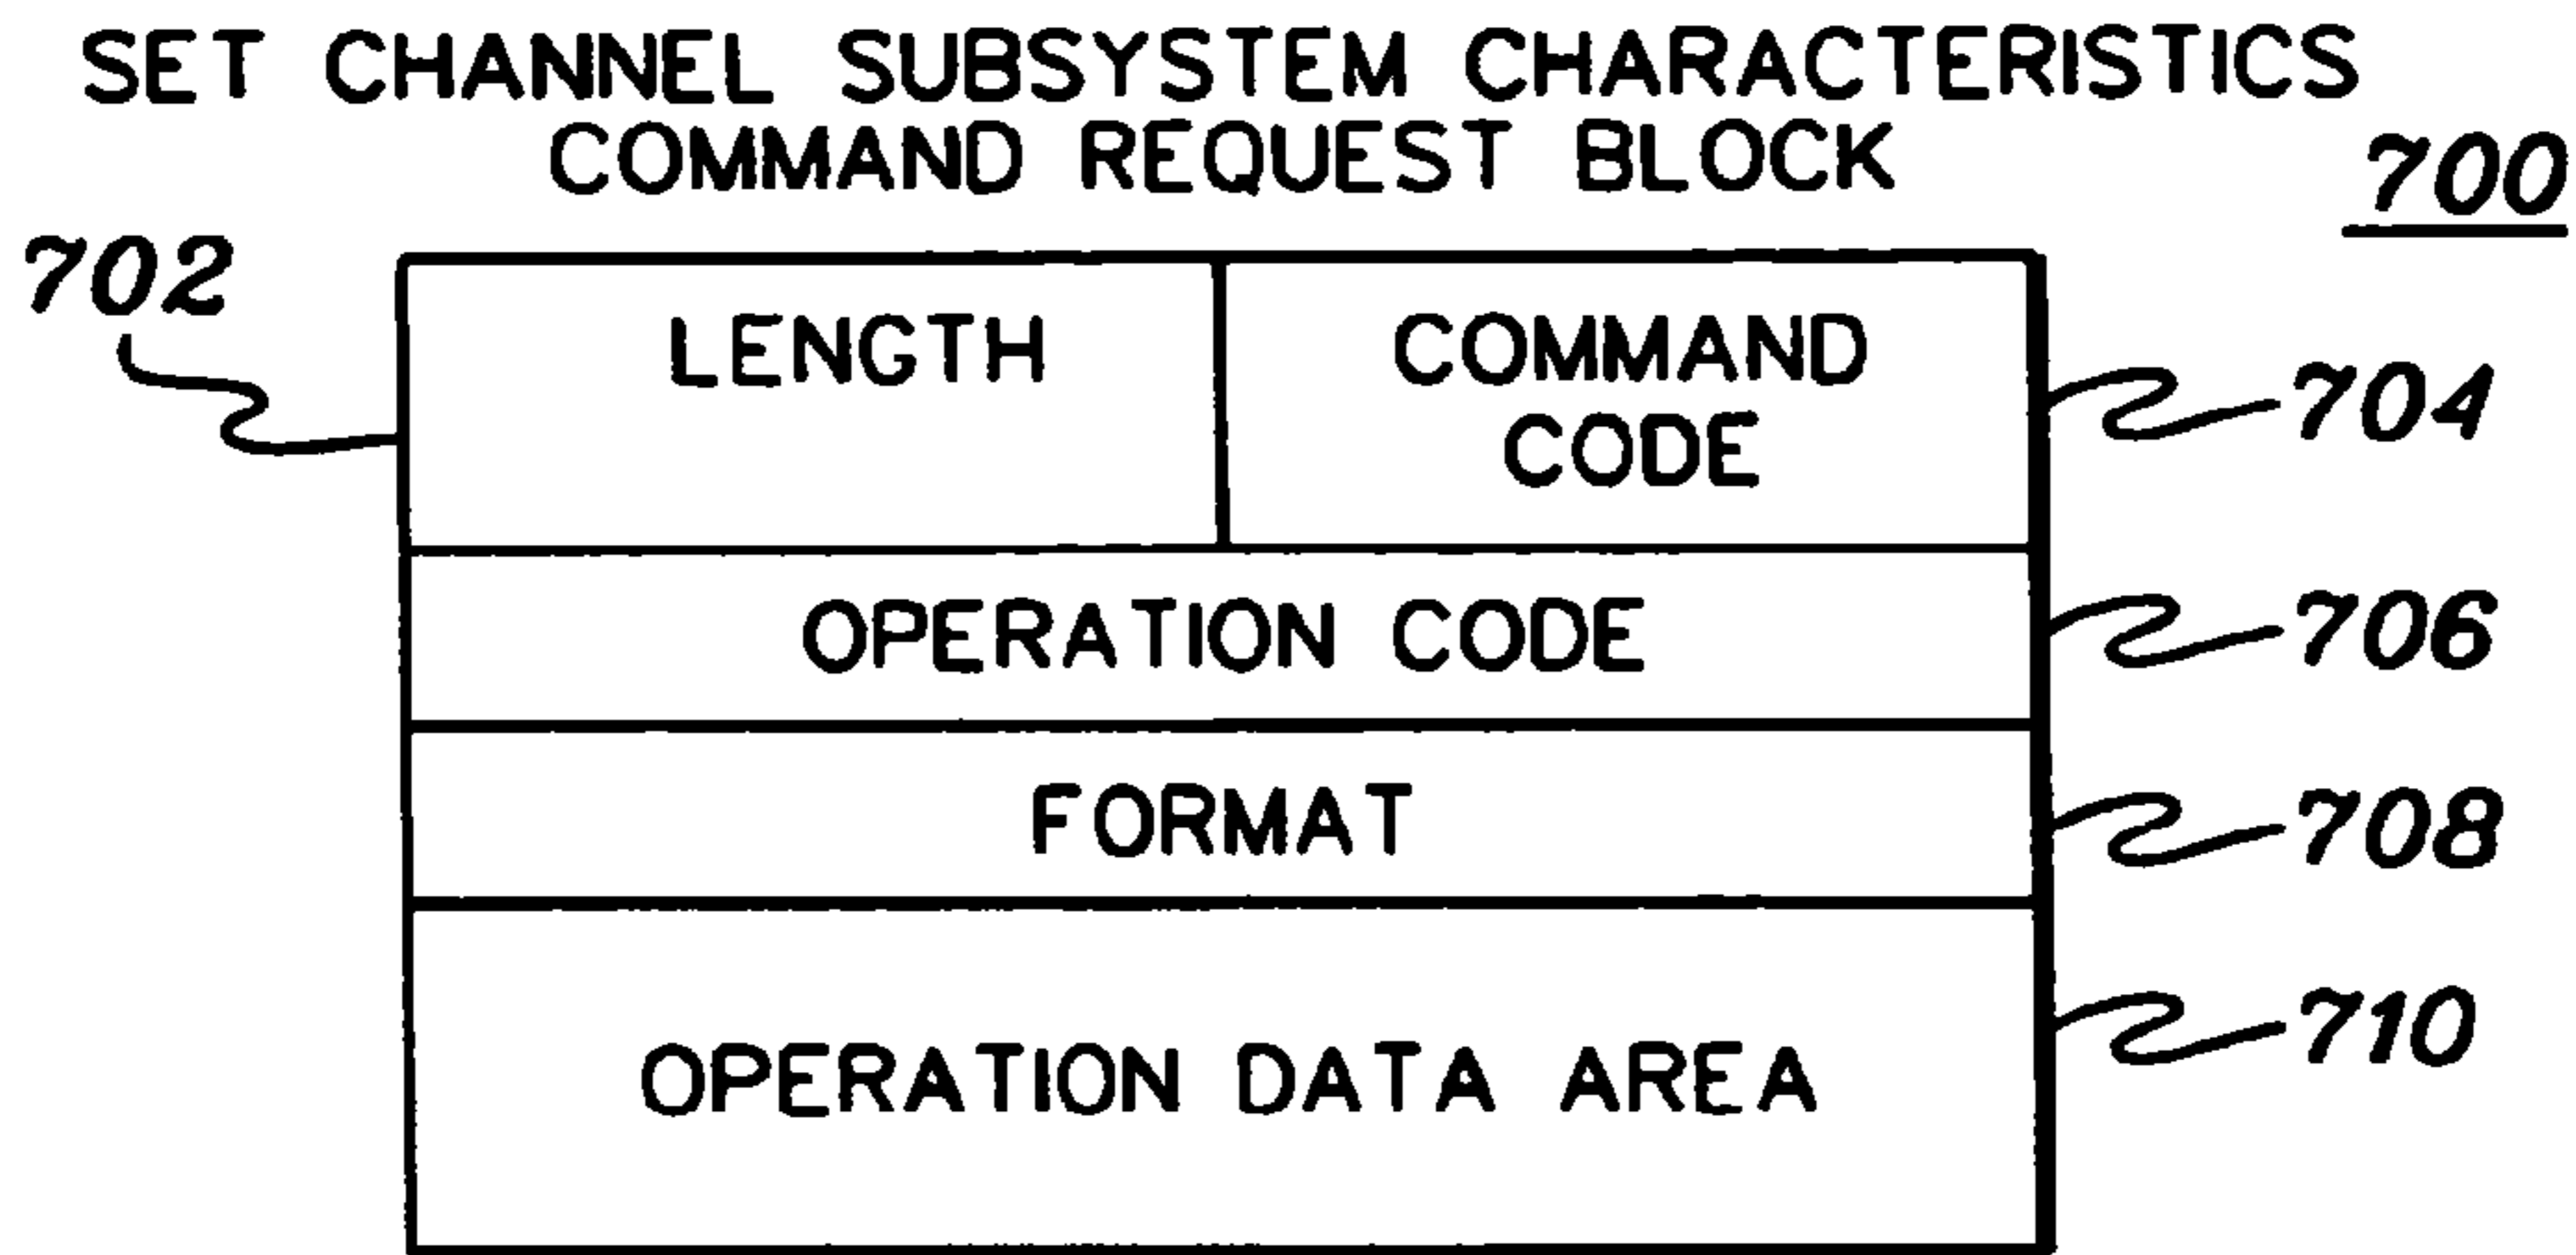 SET CHANNEL SUBSYSTEM CHARACTERISTICS
COMMAND REQUEST BLOCK
700
702
LENGTH
COMMAND
CODE
704
OPERATION CODE
706
FORMAT
708
OPERATION DATA AREA
710